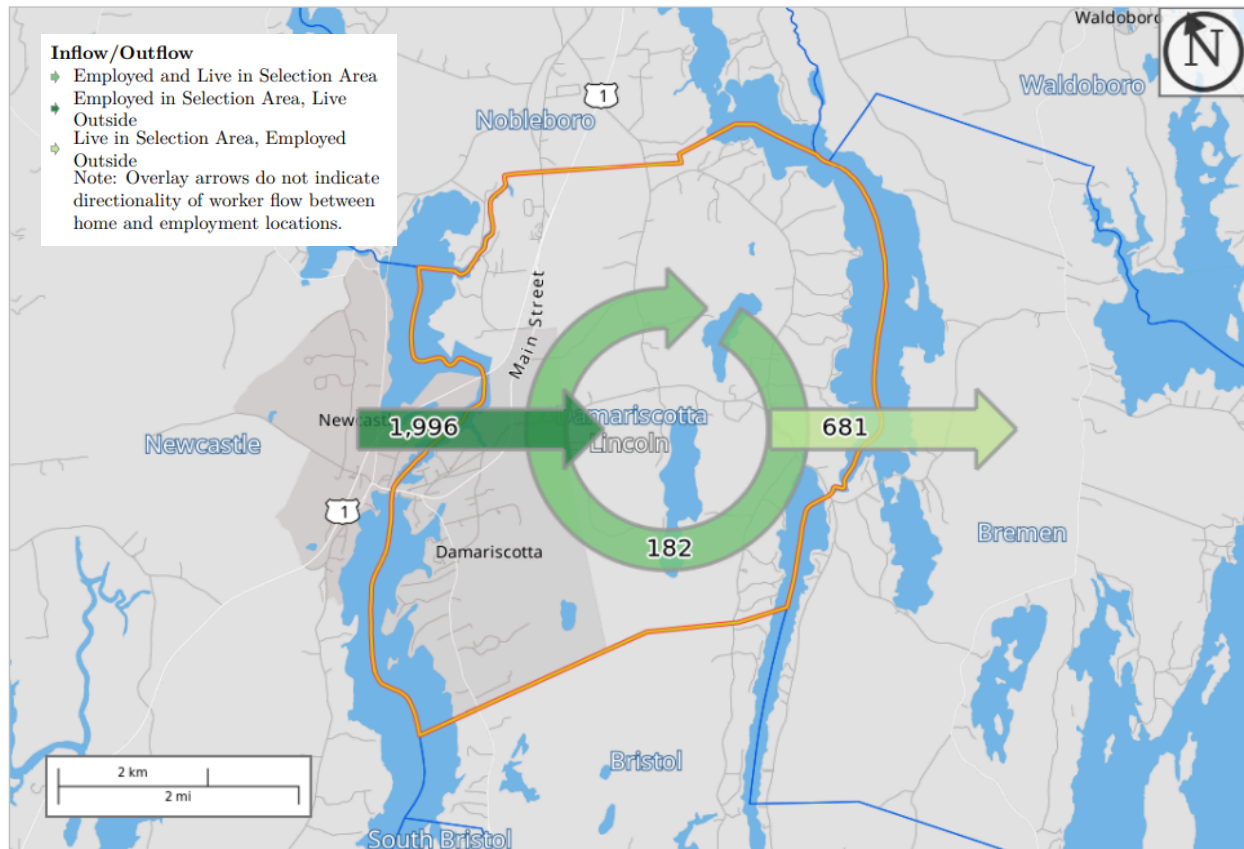 Inflow/Outflow
Employed and Live in Selection Area
Employed in Selection Area, Live
Outside
Live in Selection Area, Employed
Outside
Note: Overlay arrows do not indicate
directionality of worker flow between
home and employment locations.
Waldoboro
N
Waldoboro
1
Nobleboro
Main Street
Newcastle
1,996
Damariscotta
Lincoln
681
Newcastle
1
Bremen
182
Damariscotta
Bristol
2 km
2 mi
South Bristol